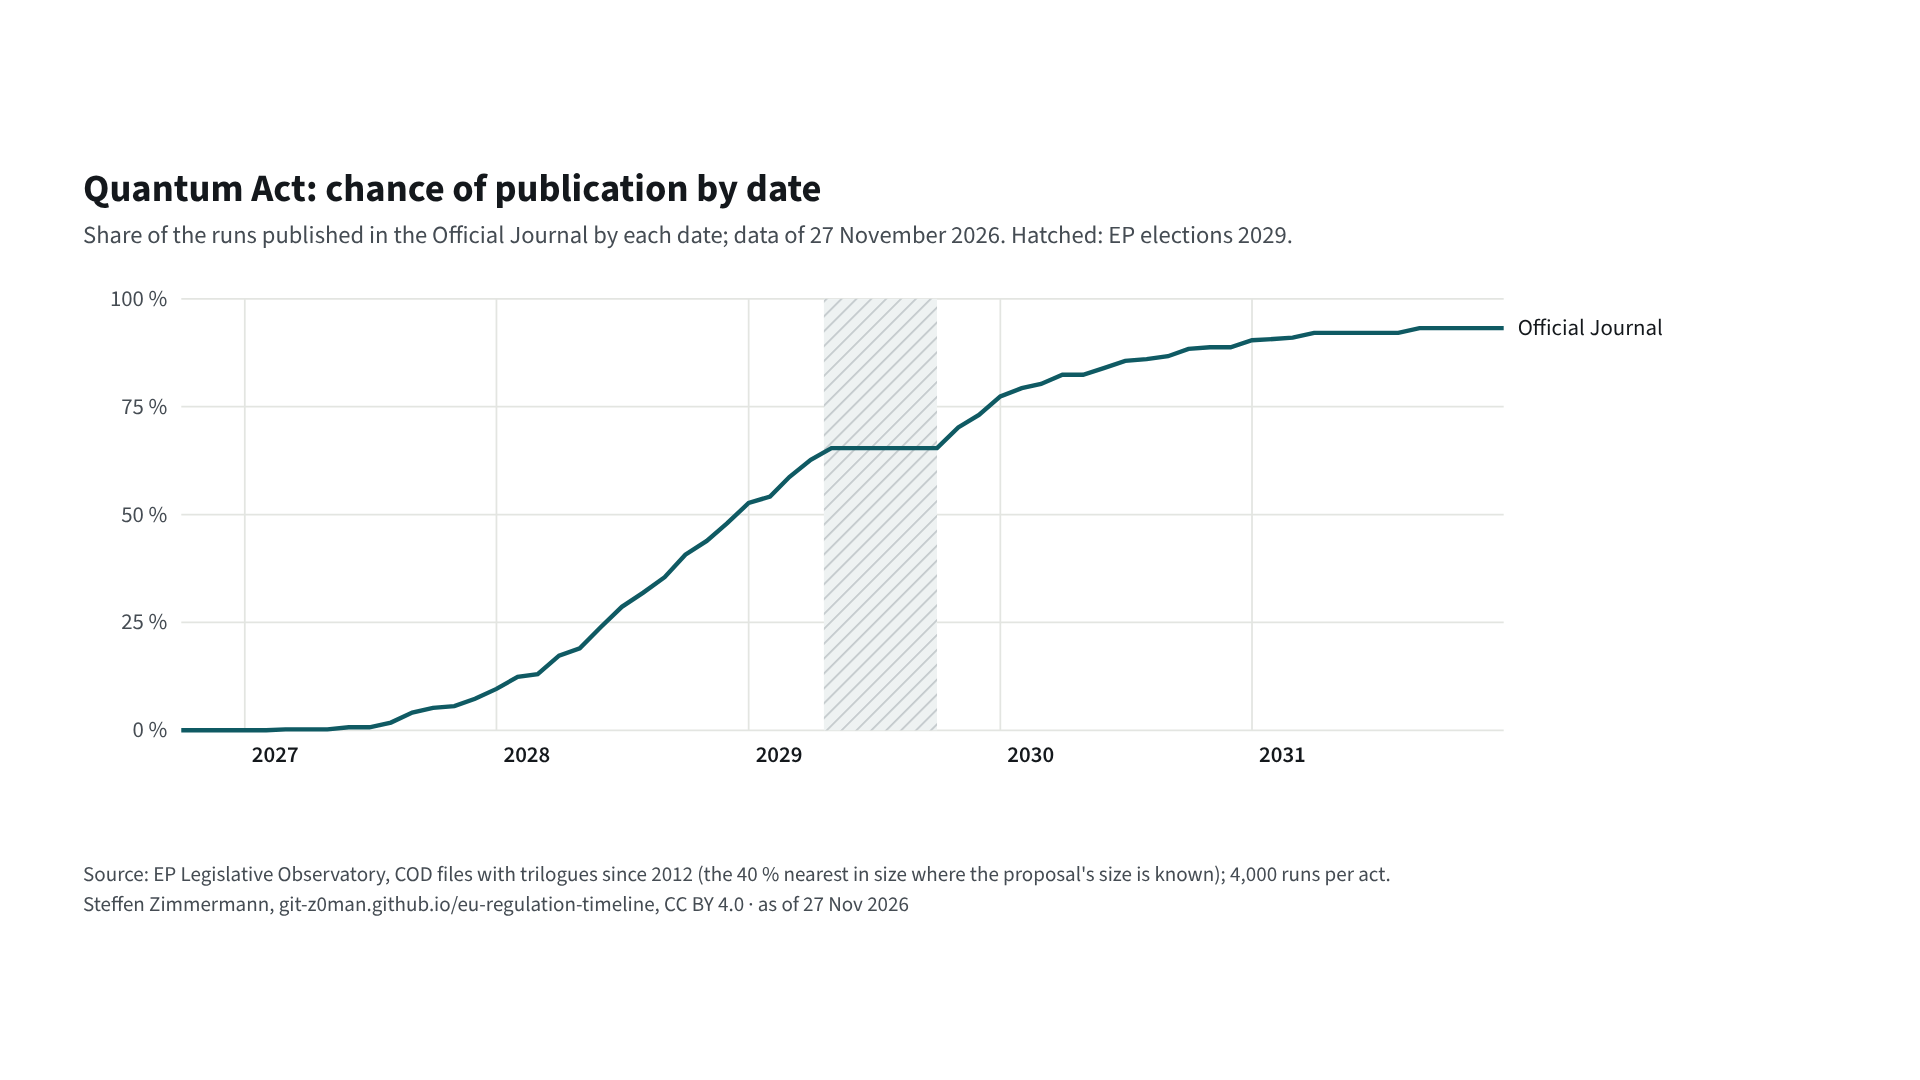 Quantum Act: chance of publication by date
Share of the runs published in the Official Journal by each date; data of 27 November 2026. Hatched: EP elections 2029.
100 %
Official Journal
75 %
50 %
25 %
0 %
2027 2028 2029 2030 2031
Source: EP Legislative Observatory, COD files with trilogues since 2012 (the 40 % nearest in size where the proposal's size is known); 4,000 runs per act.
Steffen Zimmermann, git-z0man.github.io/eu-regulation-timeline, CC BY 4.0 · as of 27 Nov 2026